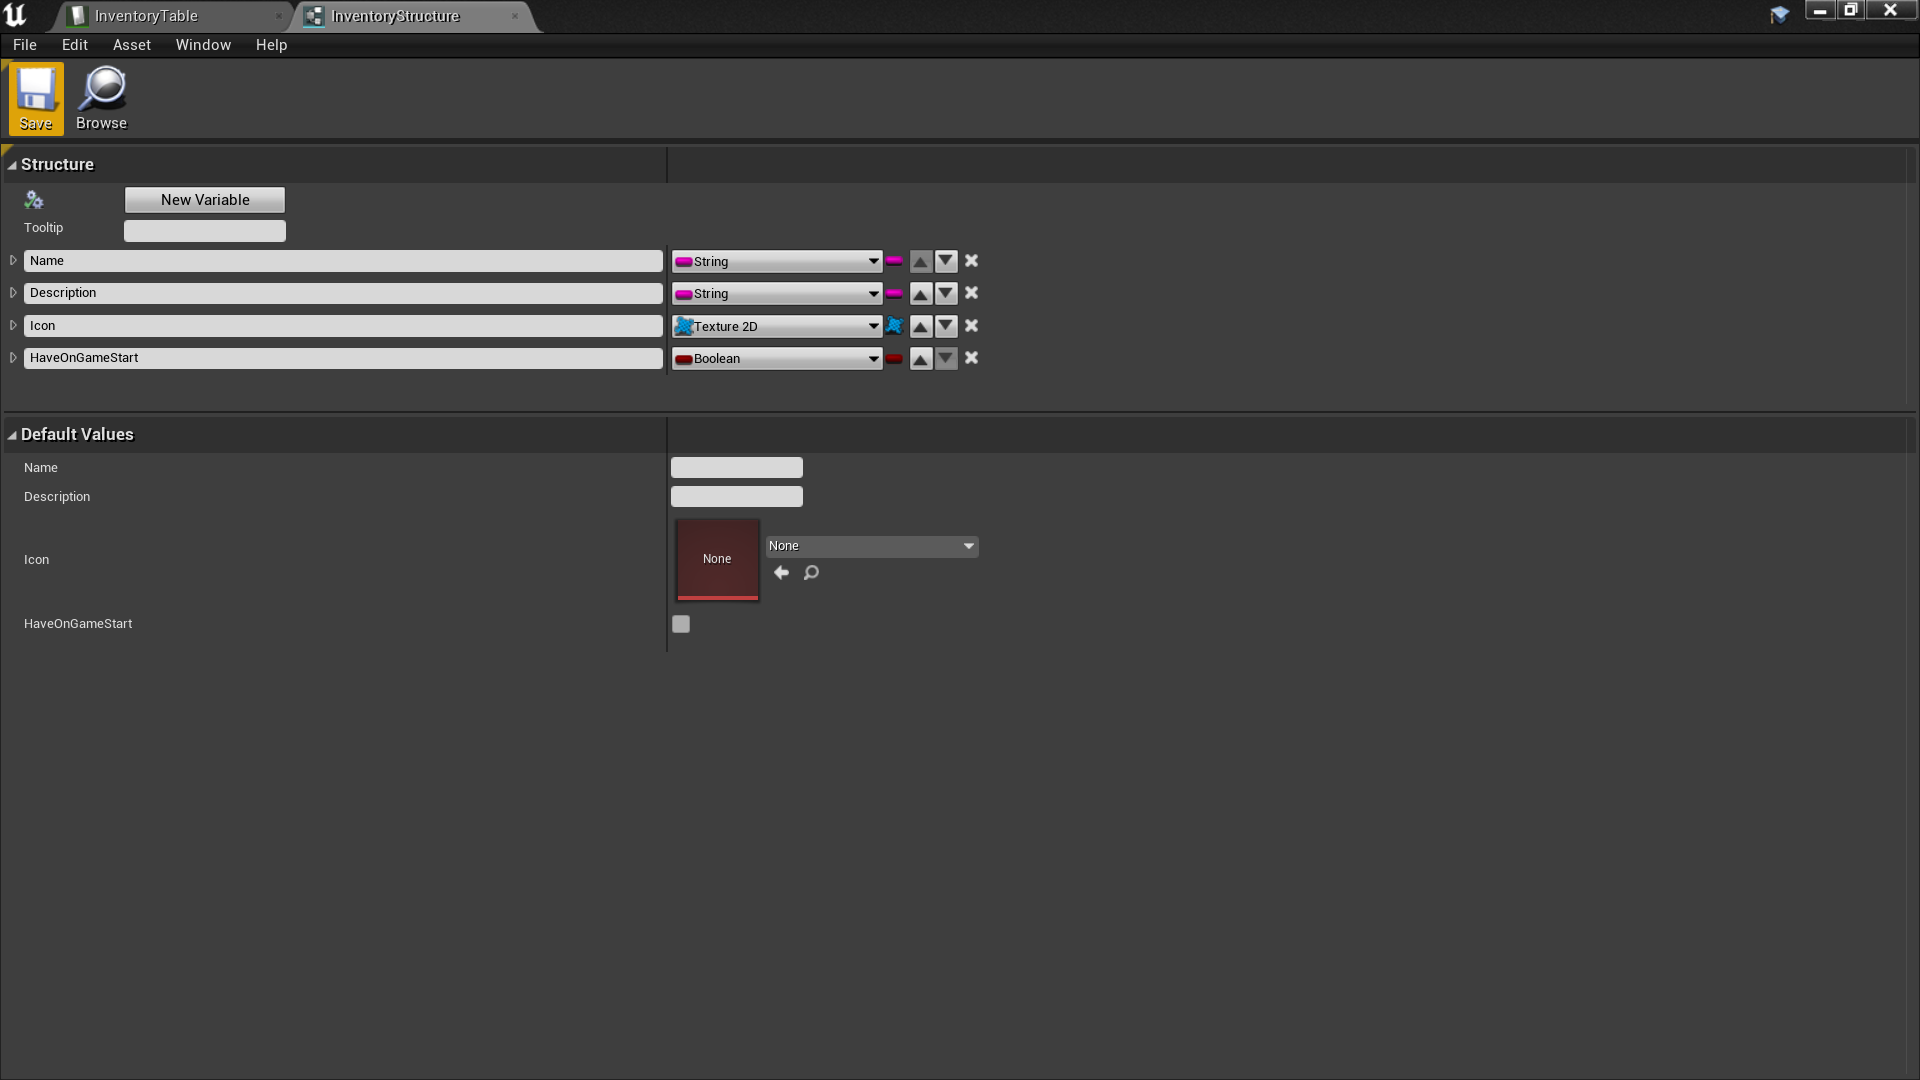 InventoryTable
InventoryStructure
File Edit Asset Window Help
Save Browse
Structure
New Variable
Tooltip
Name String
Description String
Icon Texture 2D
HaveOnGameStart Boolean
Default Values
Name
Description
Icon None None
HaveOnGameStart